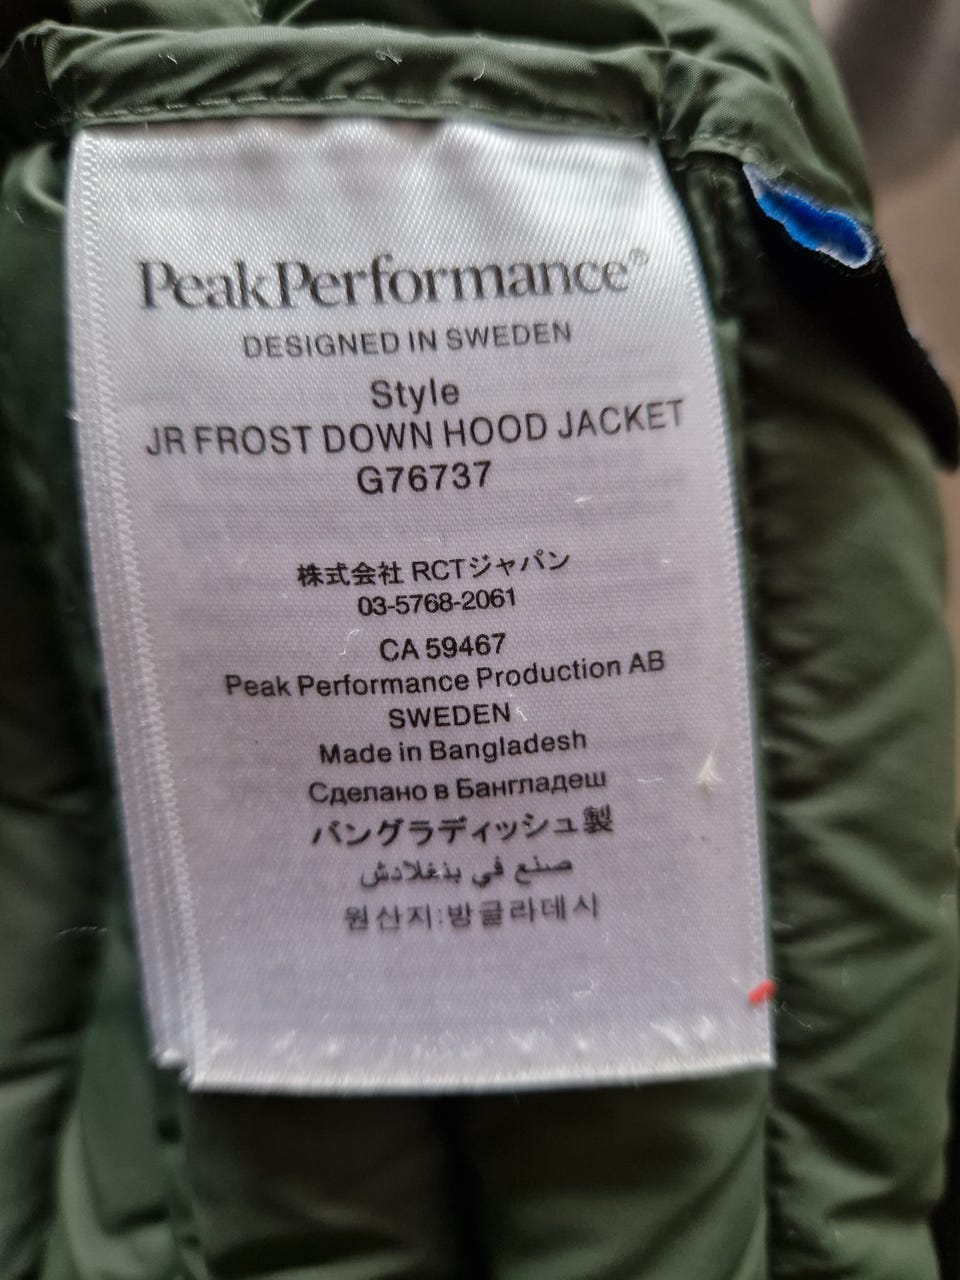 PeakPerformance®
DESIGNED IN SWEDEN
Style
JR FROST DOWN HOOD JACKET
G76737
株式会社 RCTジャパン
03-5768-2061
CA 59467
Peak Performance Production AB
SWEDEN
Made in Bangladesh
Сделано в Бангладеш
バングラディッシュ製
صنع في بنغلادش
원산지:방글라데시